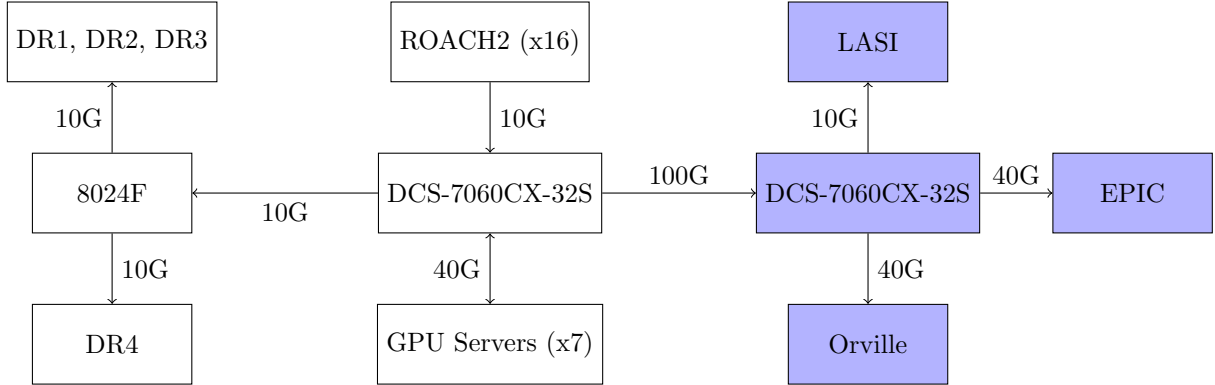 DR1, DR2, DR3
ROACH2 (x16)
LASI
10G
10G
10G
8024F
10G
DCS-7060CX-32S
100G
DCS-7060CX-32S
40G
EPIC
10G
40G
40G
DR4
GPU Servers (x7)
Orville